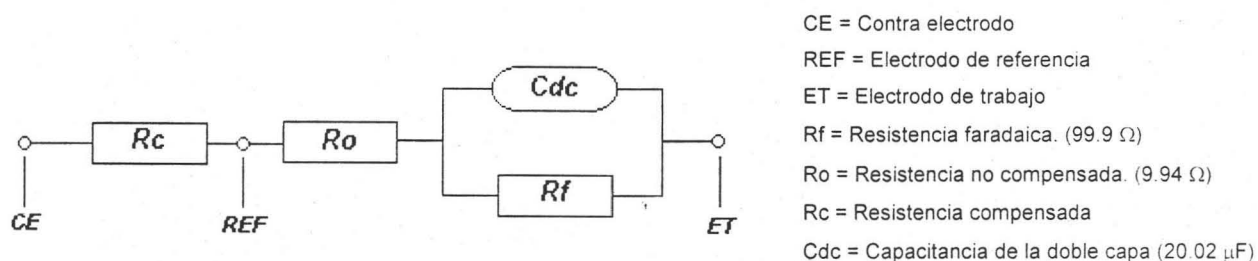 CE = Contra electrodo
REF = Electrodo de referencia
ET = Electrodo de trabajo
Rf = Resistencia faradaica. (99.9 Ω)
Ro = Resistencia no compensada. (9.94 Ω)
Rc = Resistencia compensada
Cdc = Capacitancia de la doble capa (20.02 μF)
Cdc
Rc
Ro
Rf
CE
REF
ET